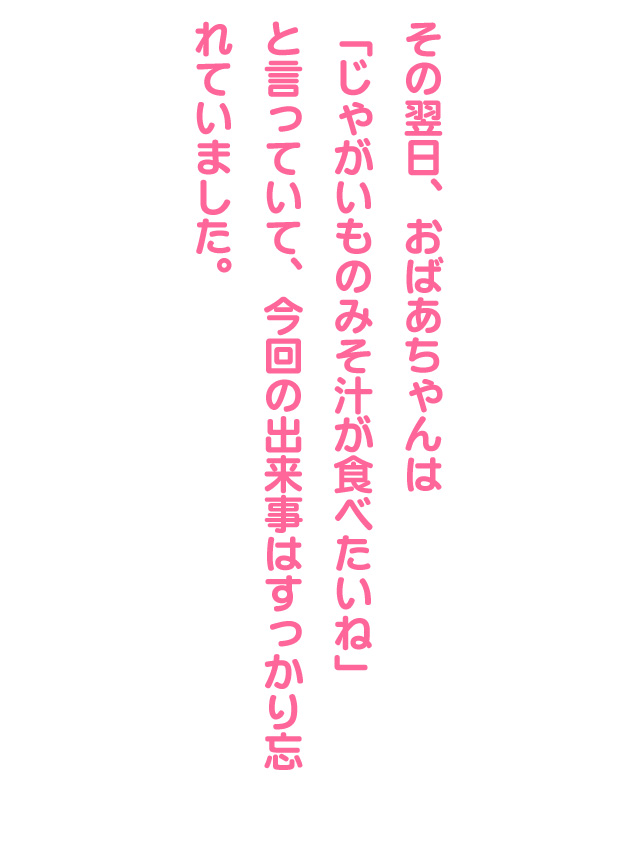 その翌日、おばあちゃんは
「じゃがいものみそ汁が食べたいね」
と言っていて、今回の出来事はすっかり忘
れていました。